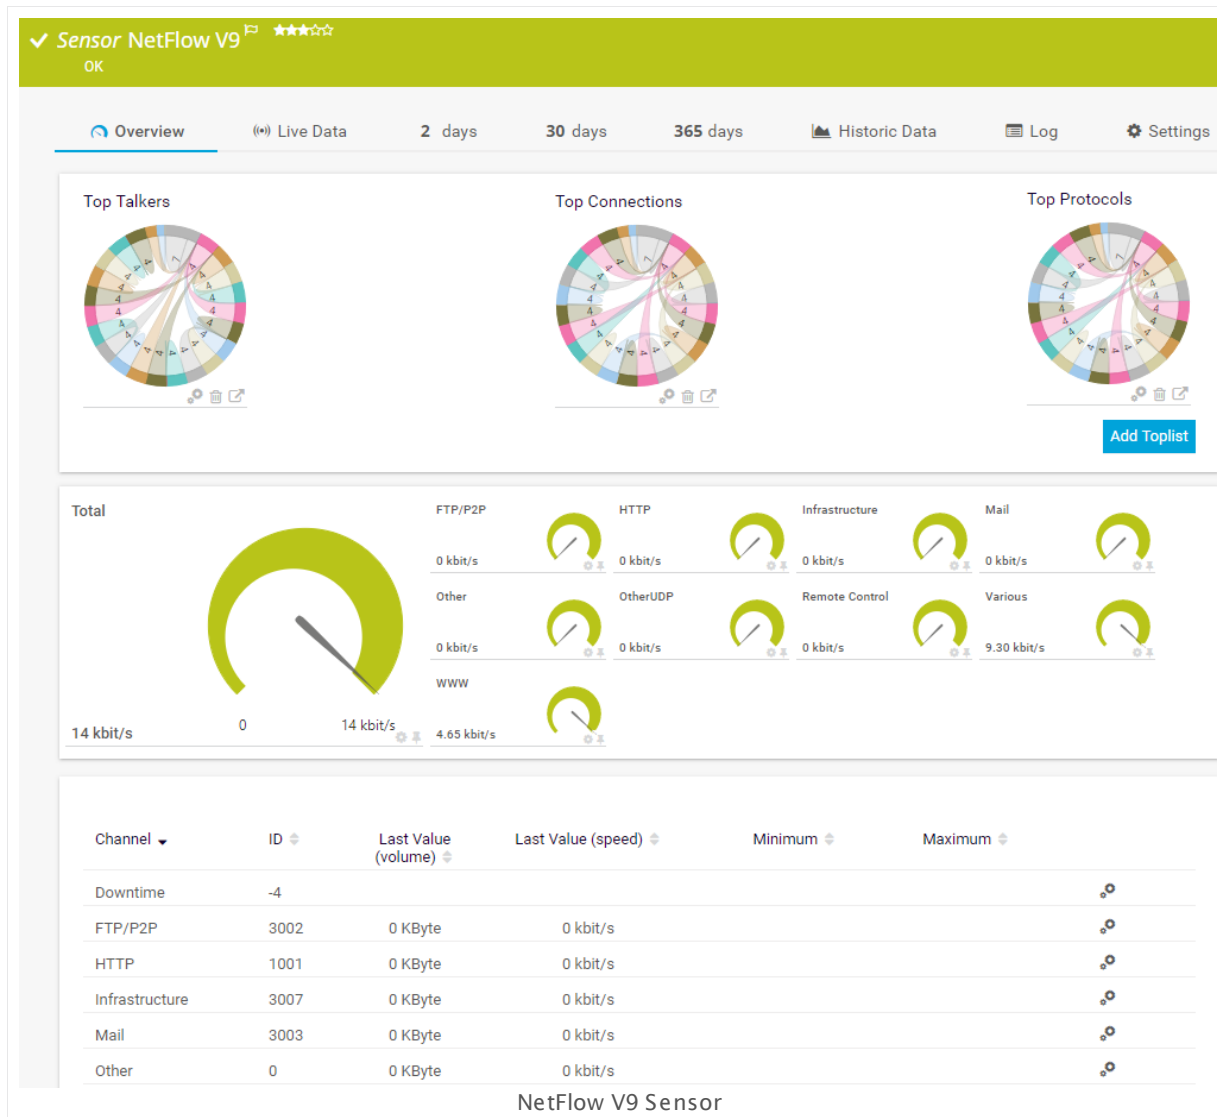 Sensor NetFlow V9
OK
Overview
Live Data
2 days
30 days
365 days
Historic Data
Log
Settings
Top Talkers
Top Connections
Top Protocols
Add Toplist
Total
14 kbit/s
0
14 kbit/s
FTP/P2P
0 kbit/s
HTTP
0 kbit/s
Infrastructure
0 kbit/s
Mail
0 kbit/s
Other
0 kbit/s
OtherUDP
0 kbit/s
Remote Control
0 kbit/s
Various
9.30 kbit/s
WWW
4.65 kbit/s
Channel ID Last Value (volume) Last Value (speed) Minimum Maximum
Downtime -4
FTP/P2P 3002 0 KByte 0 kbit/s
HTTP 1001 0 KByte 0 kbit/s
Infrastructure 3007 0 KByte 0 kbit/s
Mail 3003 0 KByte 0 kbit/s
Other 0 0 KByte 0 kbit/s
NetFlow V9 Sensor